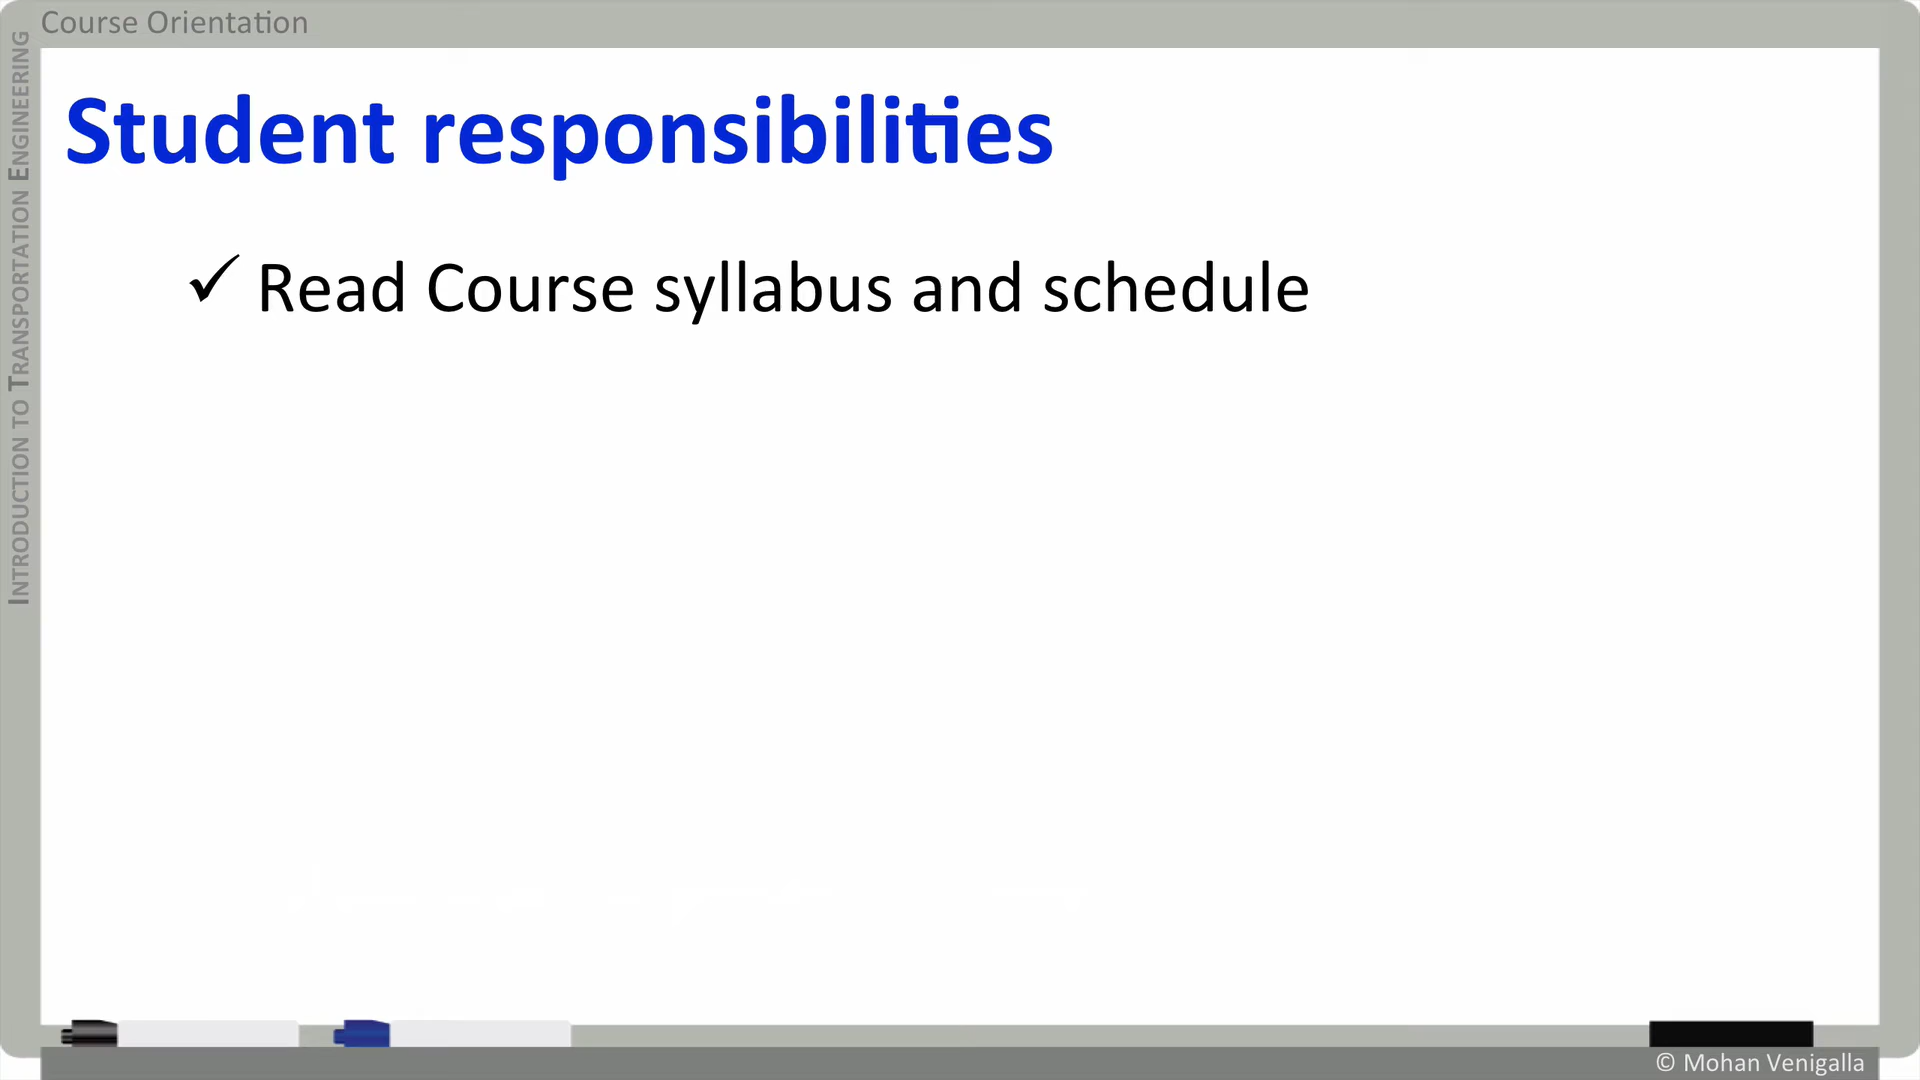 Course Orientation
INTRODUCTION TO TRANSPORTATION ENGINEERING
Student responsibilities
✓ Read Course syllabus and schedule
© Mohan Venigalla